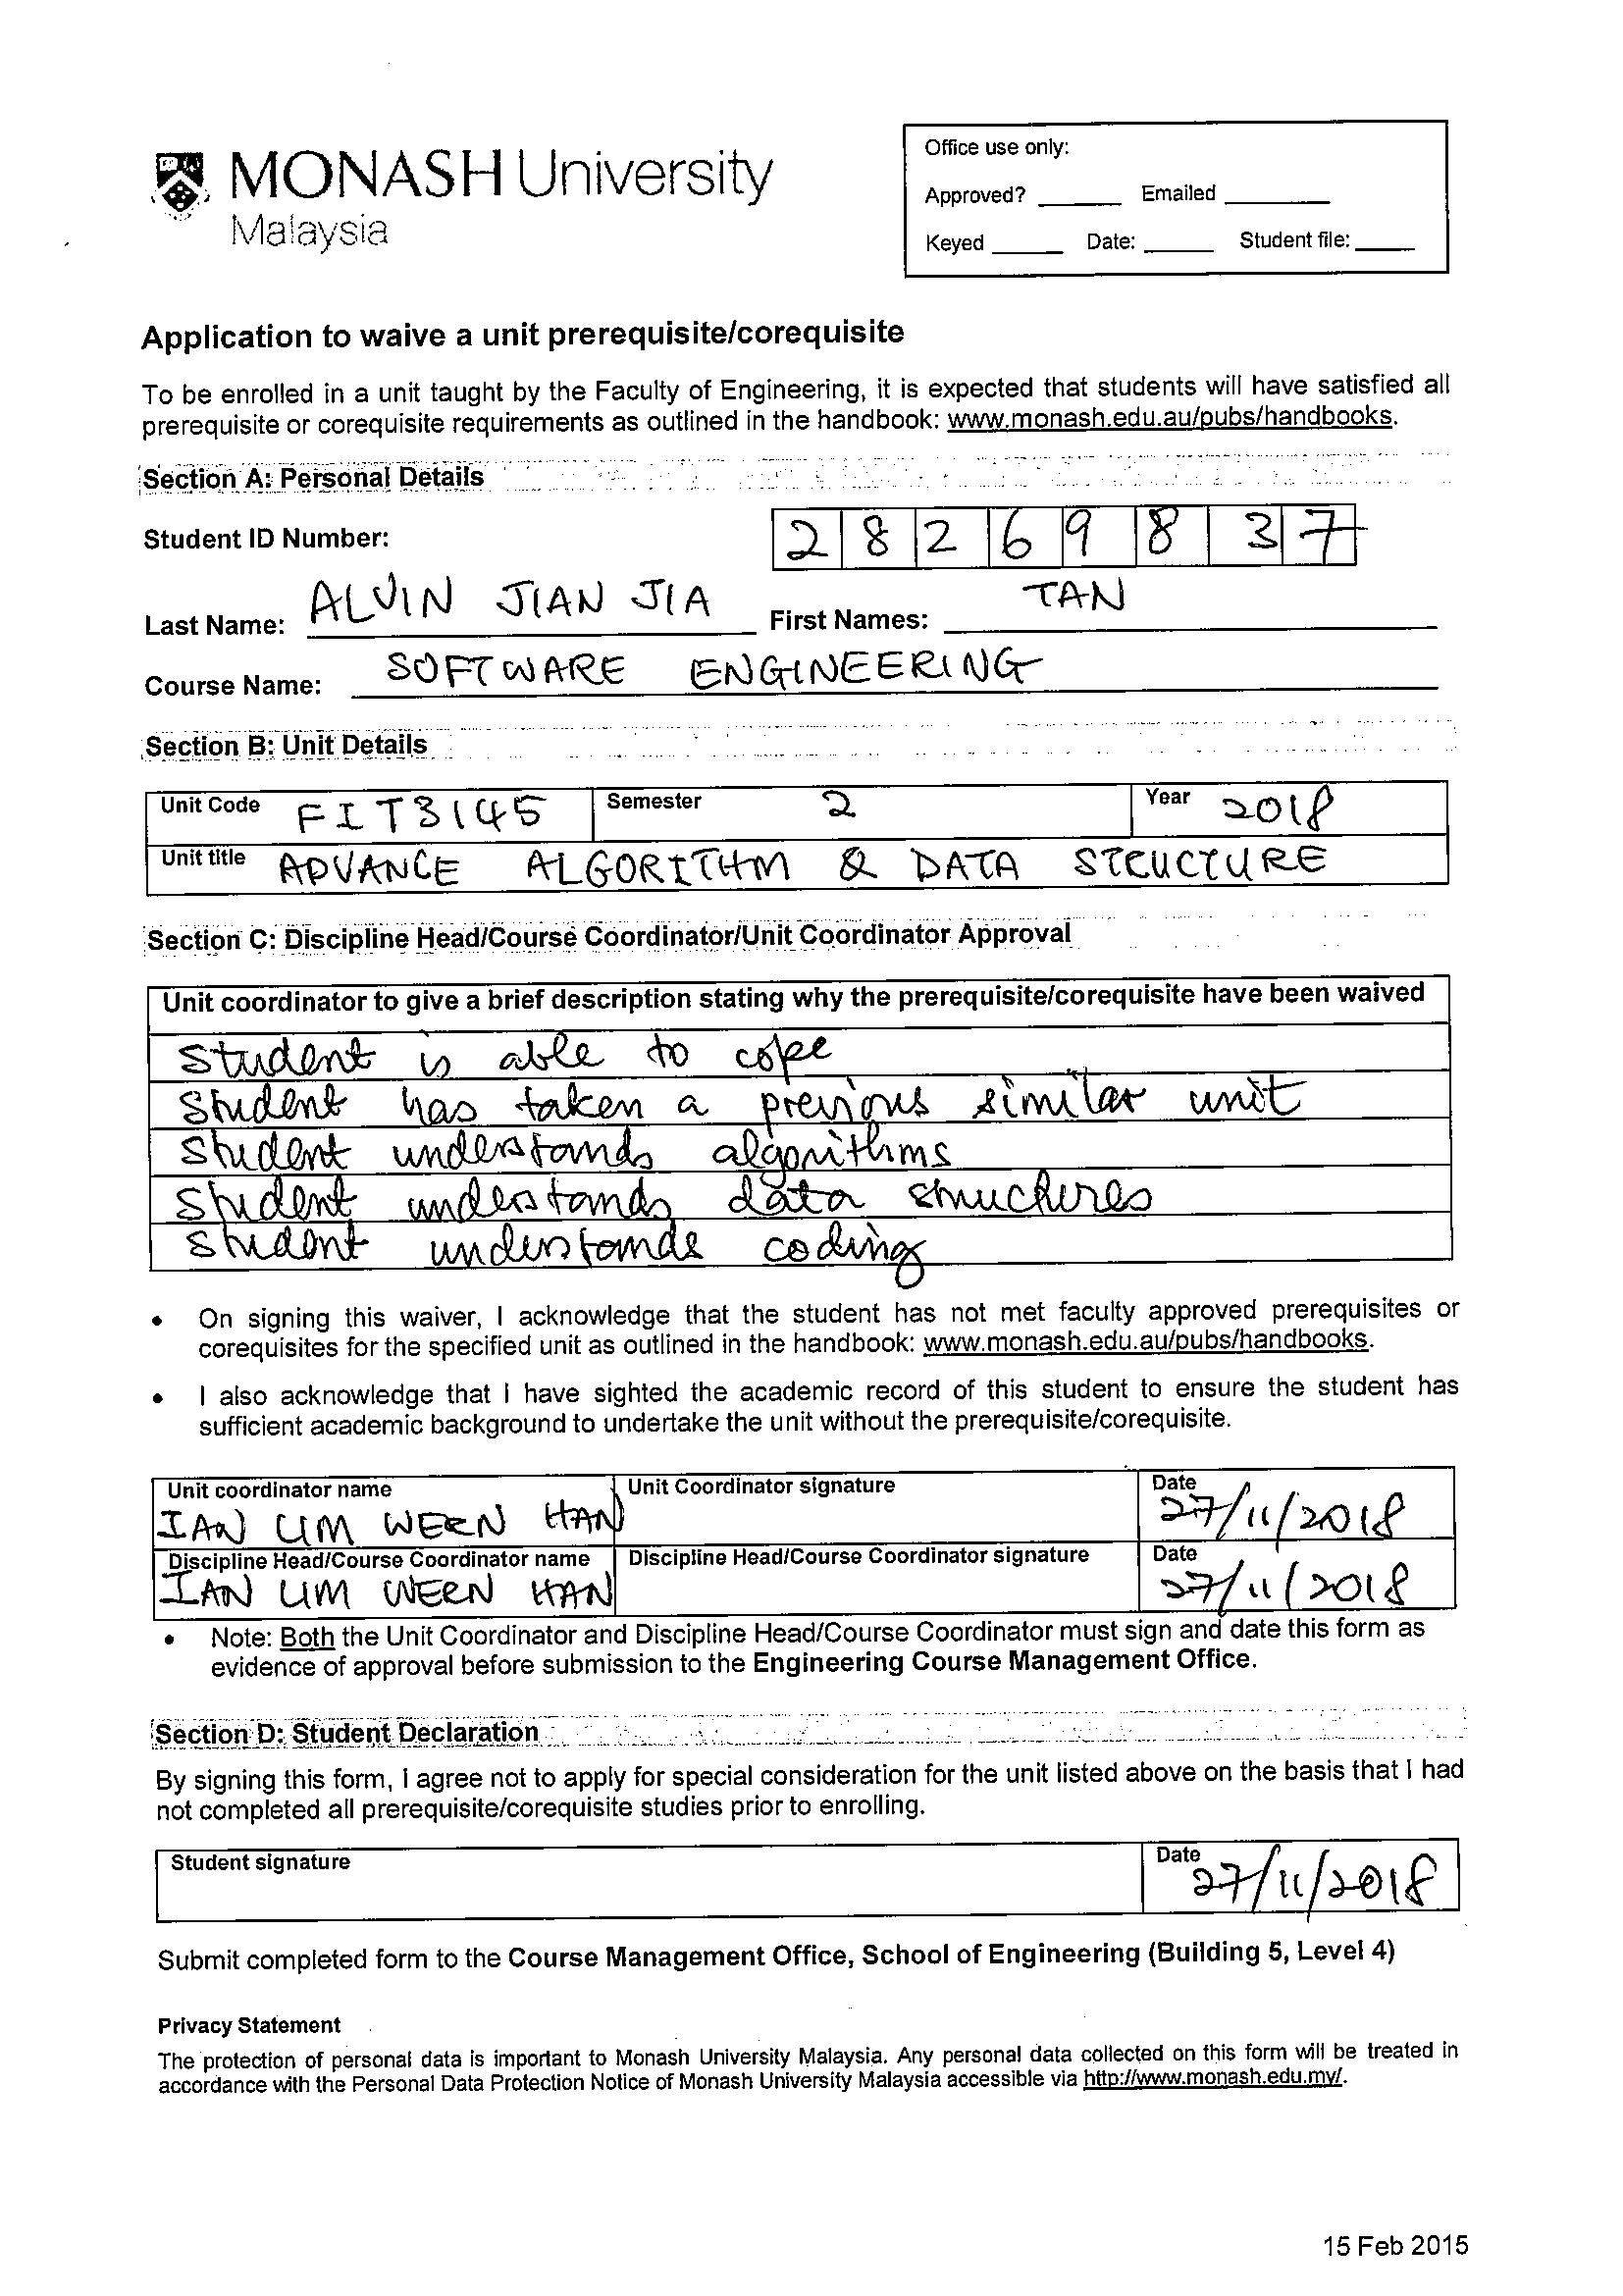 MONASH University
Malaysia
Office use only:
Approved? ______ Emailed ________
Keyed _____ Date: _____ Student file: ____
Application to waive a unit prerequisite/corequisite
To be enrolled in a unit taught by the Faculty of Engineering, it is expected that students will have satisfied all
prerequisite or corequisite requirements as outlined in the handbook: www.monash.edu.au/pubs/handbooks.
Section A: Personal Details
Student ID Number: 2 8 2 6 9 8 3 7
Last Name: ALVIN JIAN JIA First Names: TAN
Course Name: SOFTWARE ENGINEERING
Section B: Unit Details
Unit Code FIT3145 Semester 2 Year 2018
Unit title ADVANCE ALGORITHM & DATA STRUCTURE
Section C: Discipline Head/Course Coordinator/Unit Coordinator Approval
Unit coordinator to give a brief description stating why the prerequisite/corequisite have been waived
Student is able to cope
Student has taken a previous similar unit
Student understands algorithms
Student understands data structures
Student understands coding
• On signing this waiver, I acknowledge that the student has not met faculty approved prerequisites or
corequisites for the specified unit as outlined in the handbook: www.monash.edu.au/pubs/handbooks.
• I also acknowledge that I have sighted the academic record of this student to ensure the student has
sufficient academic background to undertake the unit without the prerequisite/corequisite.
Unit coordinator name Unit Coordinator signature Date
IAN LIM WEEN HAN 27/11/2018
Discipline Head/Course Coordinator name Discipline Head/Course Coordinator signature Date
IAN LIM WEEN HAN 27/11/2018
• Note: Both the Unit Coordinator and Discipline Head/Course Coordinator must sign and date this form as
evidence of approval before submission to the Engineering Course Management Office.
Section D: Student Declaration
By signing this form, I agree not to apply for special consideration for the unit listed above on the basis that I had
not completed all prerequisite/corequisite studies prior to enrolling.
Student signature Date 27/11/2018
Submit completed form to the Course Management Office, School of Engineering (Building 5, Level 4)
Privacy Statement
The protection of personal data is important to Monash University Malaysia. Any personal data collected on this form will be treated in
accordance with the Personal Data Protection Notice of Monash University Malaysia accessible via http://www.monash.edu.my/.
15 Feb 2015